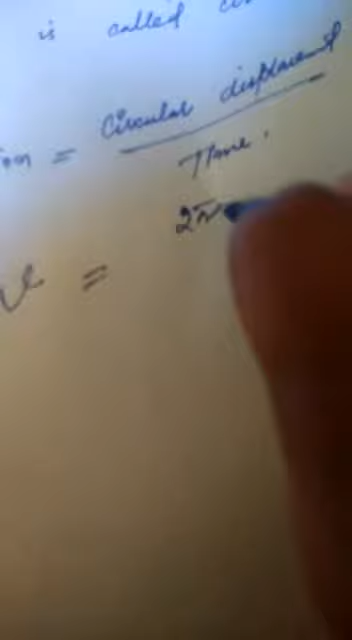 is called
= Circular displacement
Time.
v = 2π